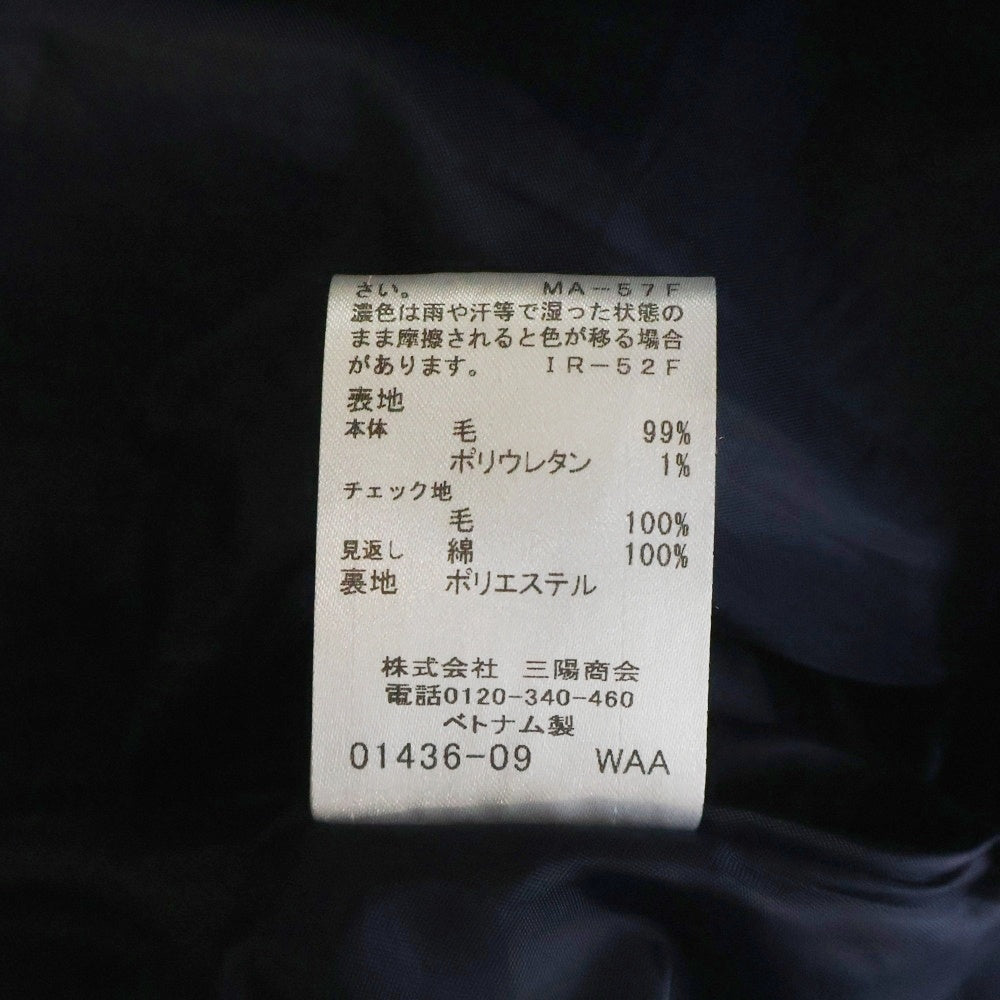 さい。 MA-57F
濃色は雨や汗等で湿った状態の
まま摩擦されると色が移る場合
があります。 IR-52F
表地
本体 毛 99%
ポリウレタン 1%
チェック地
毛 100%
見返し 綿 100%
裏地 ポリエステル
株式会社 三陽商会
電話0120-340-460
ベトナム製
01436-09 WAA